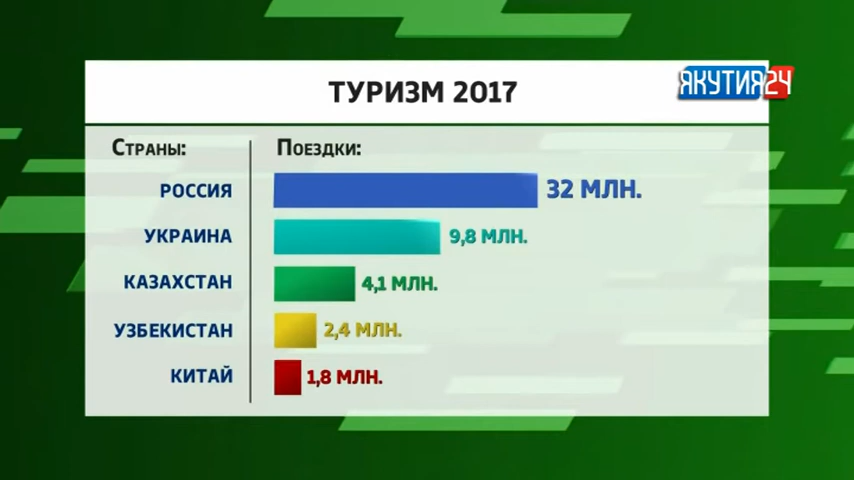 ТУРИЗМ 2017
ЯКУТИЯ24
Страны: Поездки:
РОССИЯ 32 МЛН.
УКРАИНА 9,8 МЛН.
КАЗАХСТАН 4,1 МЛН.
УЗБЕКИСТАН 2,4 МЛН.
КИТАЙ 1,8 МЛН.